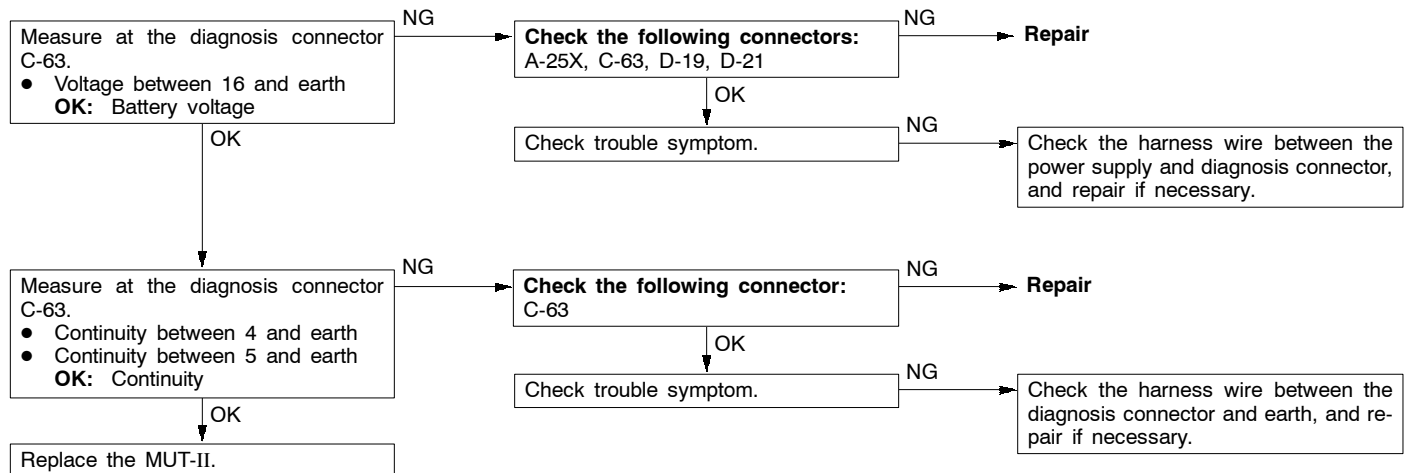 Measure at the diagnosis connector
C-63.
● Voltage between 16 and earth
OK: Battery voltage
NG
Check the following connectors:
A-25X, C-63, D-19, D-21
NG
Repair
OK
OK
Check trouble symptom.
NG
Check the harness wire between the
power supply and diagnosis connector,
and repair if necessary.
Measure at the diagnosis connector
C-63.
● Continuity between 4 and earth
● Continuity between 5 and earth
OK: Continuity
NG
Check the following connector:
C-63
NG
Repair
OK
Check trouble symptom.
NG
Check the harness wire between the
diagnosis connector and earth, and re-
pair if necessary.
OK
Replace the MUT-II.